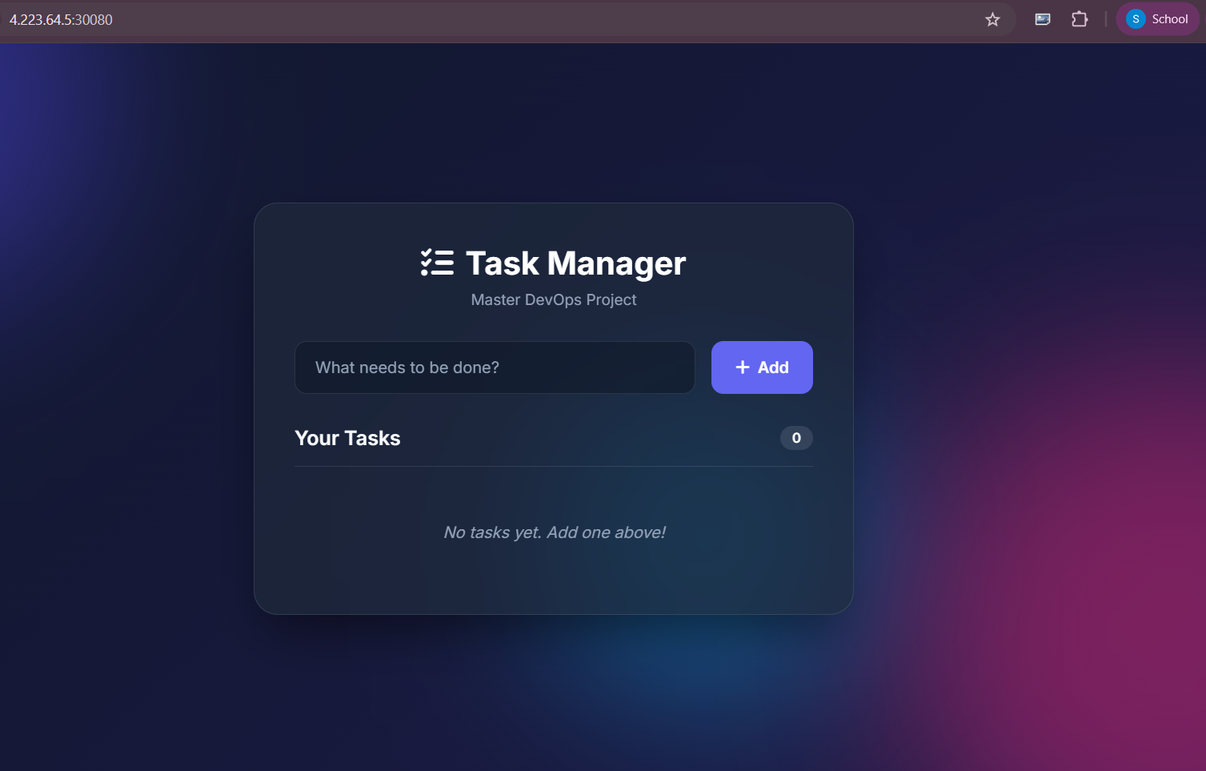 4.223.64.5:30080
S School
Task Manager
Master DevOps Project
What needs to be done?
+ Add
Your Tasks
0
No tasks yet. Add one above!